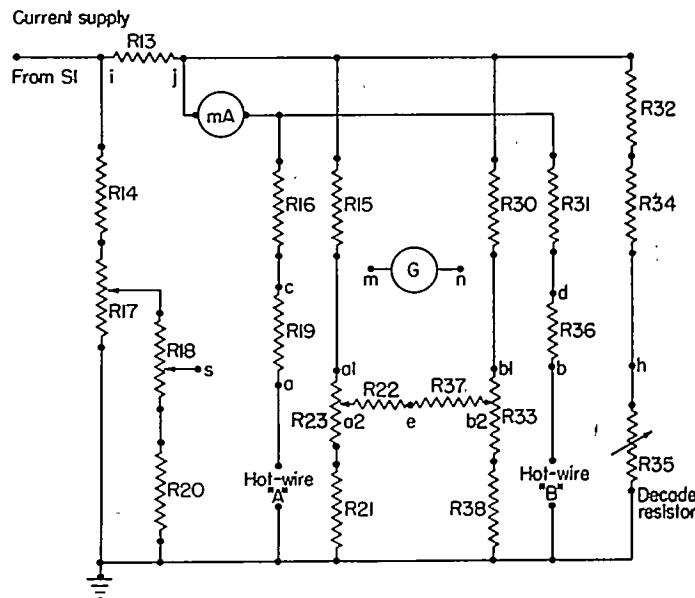 Current supply
R13
From S1
i
j
mA
R32
R14
R16
R15
R30
R31
R34
G
m
n
c
d
R17
R18
s
R19
R36
a
a1
b1
b
h
R22
R37
R23
a2
e
b2
R33
R35
R20
Hot-wire
"A"
R21
R38
Hot-wire
"B"
Decade
resistor